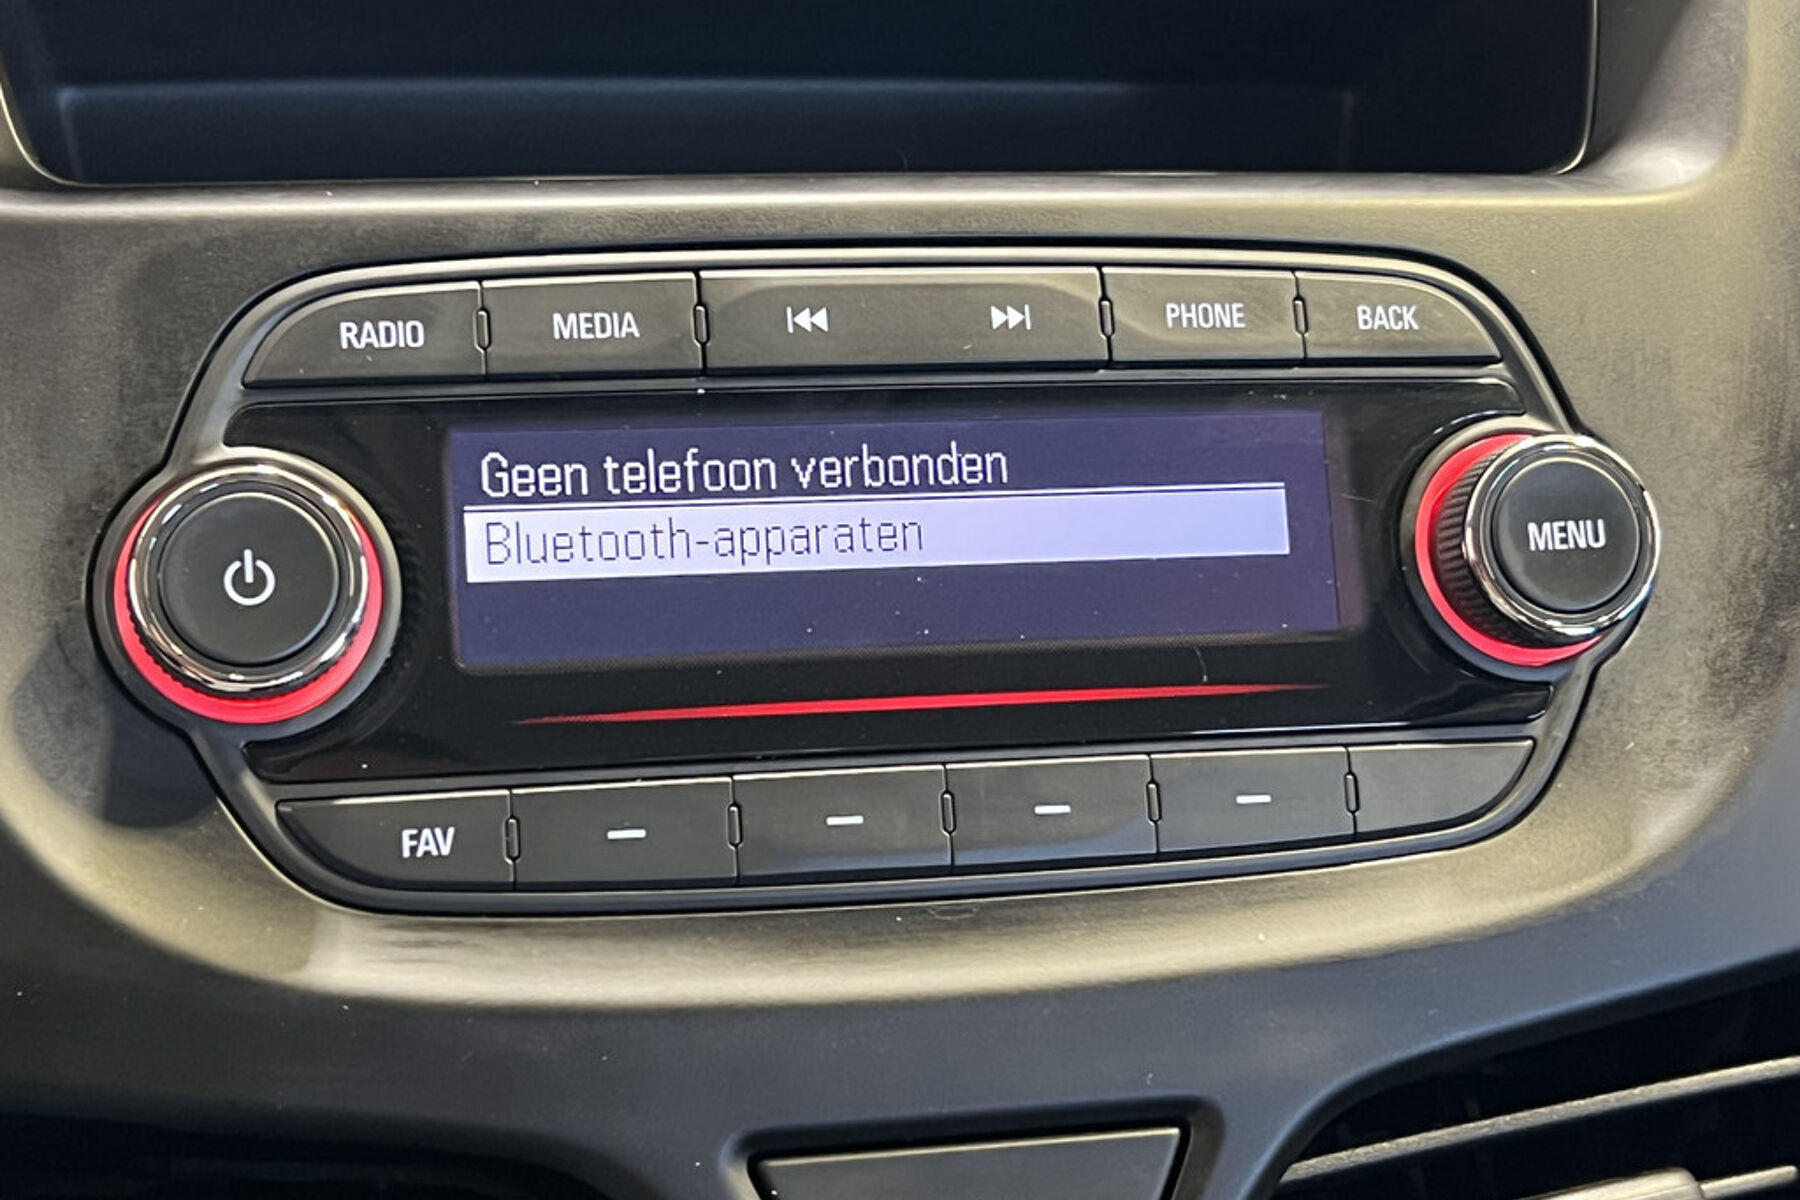 RADIO MEDIA PHONE BACK
Geen telefoon verbonden
Bluetooth-apparaten
MENU
FAV